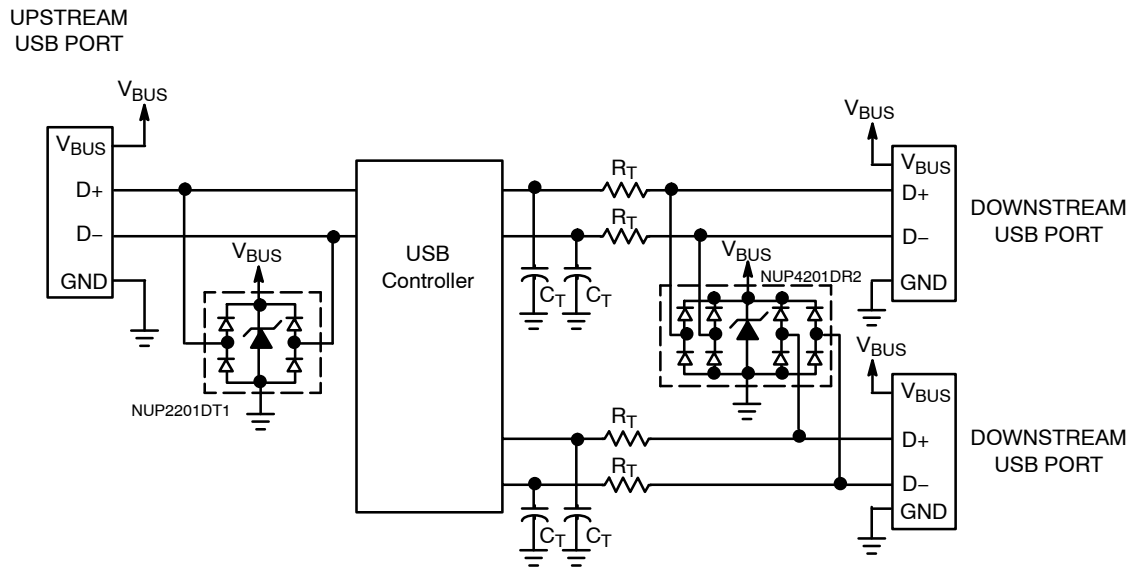 UPSTREAM
USB PORT
VBUS
VBUS
D+
D−
GND
VBUS
NUP2201DT1
USB
Controller
RT
RT
CT
CT
VBUS
NUP4201DR2
VBUS
VBUS
D+
D−
GND
DOWNSTREAM
USB PORT
RT
RT
CT
CT
VBUS
VBUS
D+
D−
GND
DOWNSTREAM
USB PORT